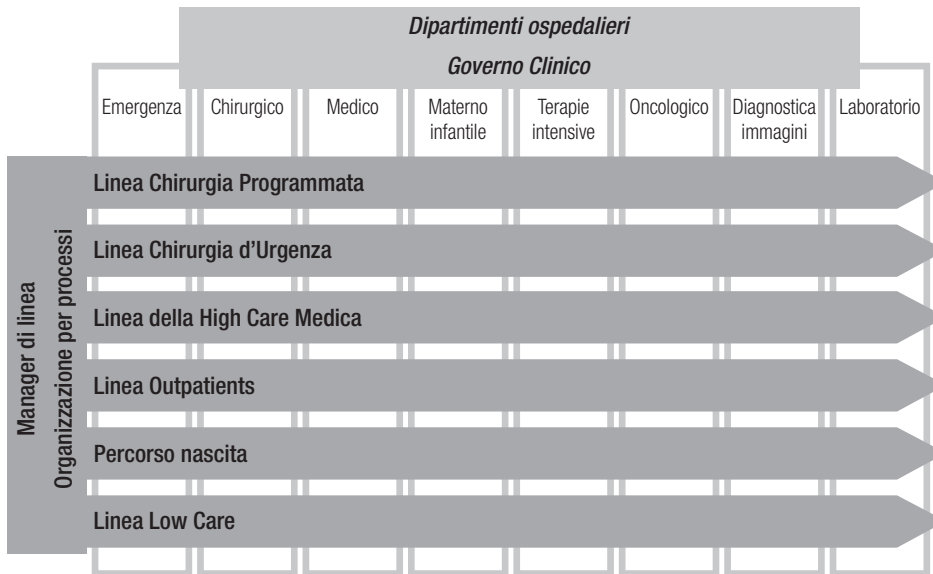 Dipartimenti ospedalieri
Governo Clinico
Emergenza
Chirurgico
Medico
Materno
infantile
Terapie
intensive
Oncologico
Diagnostica
immagini
Laboratorio
Manager di linea
Organizzazione per processi
Linea Chirurgia Programmata
Linea Chirurgia d'Urgenza
Linea della High Care Medica
Linea Outpatients
Percorso nascita
Linea Low Care